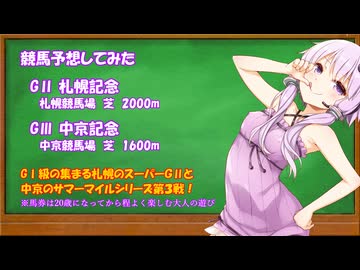 競馬予想してみた
GⅡ 札幌記念
札幌競馬場 芝 2000m
GⅢ 中京記念
中京競馬場 芝 1600m
GⅠ級の集まる札幌のスーパーGⅡと
中京のサマーマイルシリーズ第3戦！
※馬券は20歳になってから程よく楽しむ大人の遊び